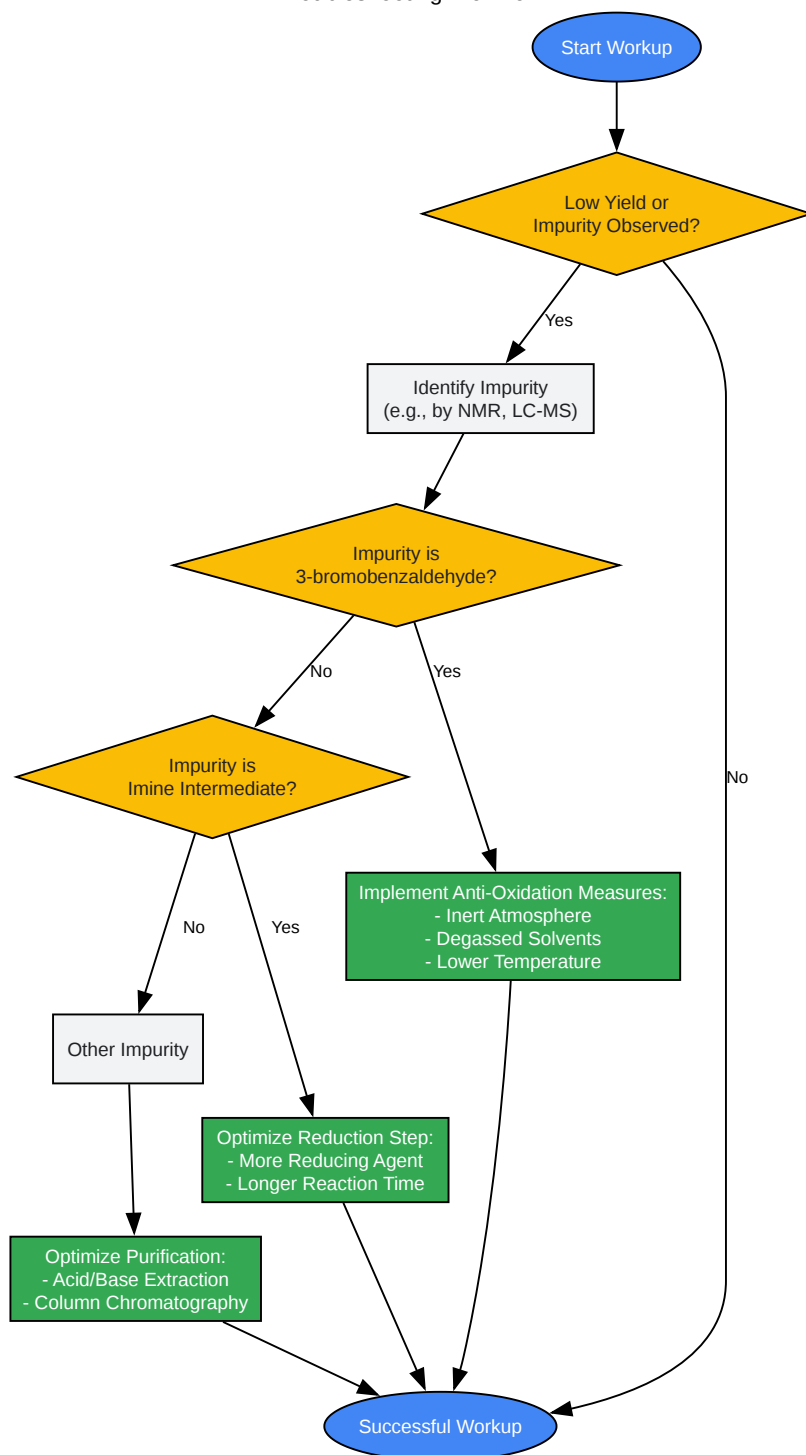 Start Workup
Low Yield or
Impurity Observed?
Yes
Identify Impurity
(e.g., by NMR, LC-MS)
Impurity is
3-bromobenzaldehyde?
No
Yes
Impurity is
Imine Intermediate?
No
Implement Anti-Oxidation Measures:
- Inert Atmosphere
- Degassed Solvents
- Lower Temperature
No
Yes
Other Impurity
Optimize Reduction Step:
- More Reducing Agent
- Longer Reaction Time
Optimize Purification:
- Acid/Base Extraction
- Column Chromatography
Successful Workup